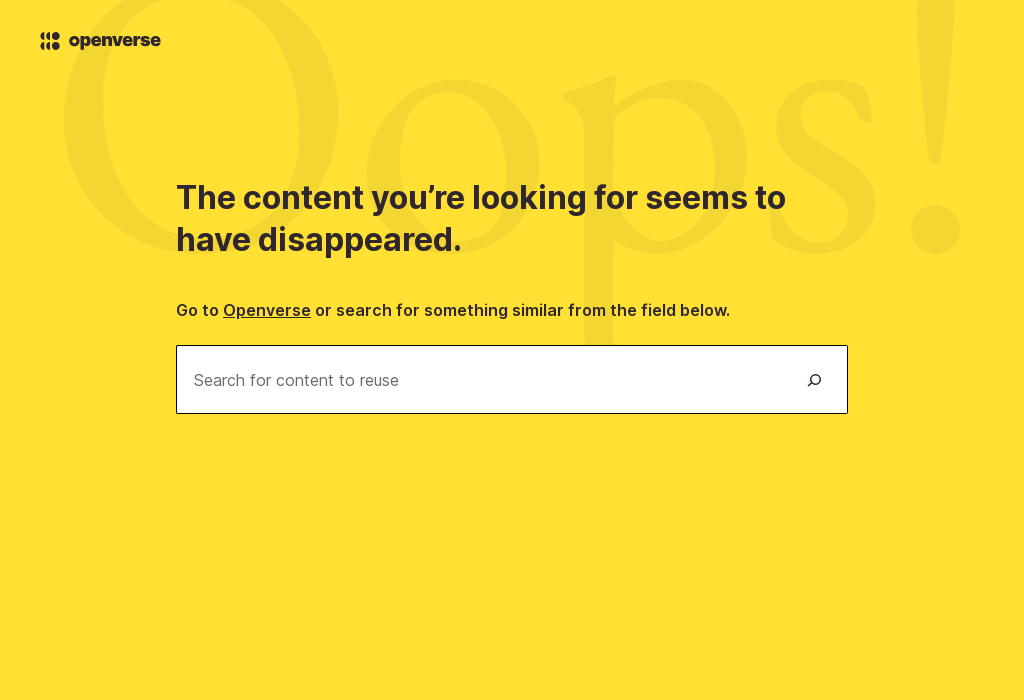 openverse
Oops!
The content you’re looking for seems to
have disappeared.
Go to Openverse or search for something similar from the field below.
Search for content to reuse